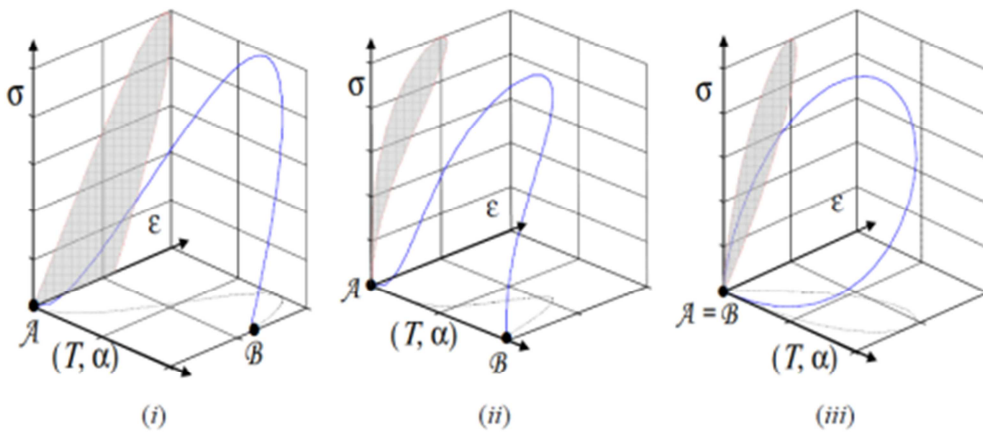 σ ε A B (T, α)
(i)
σ ε A B (T, α)
(ii)
σ ε A = B (T, α)
(iii)